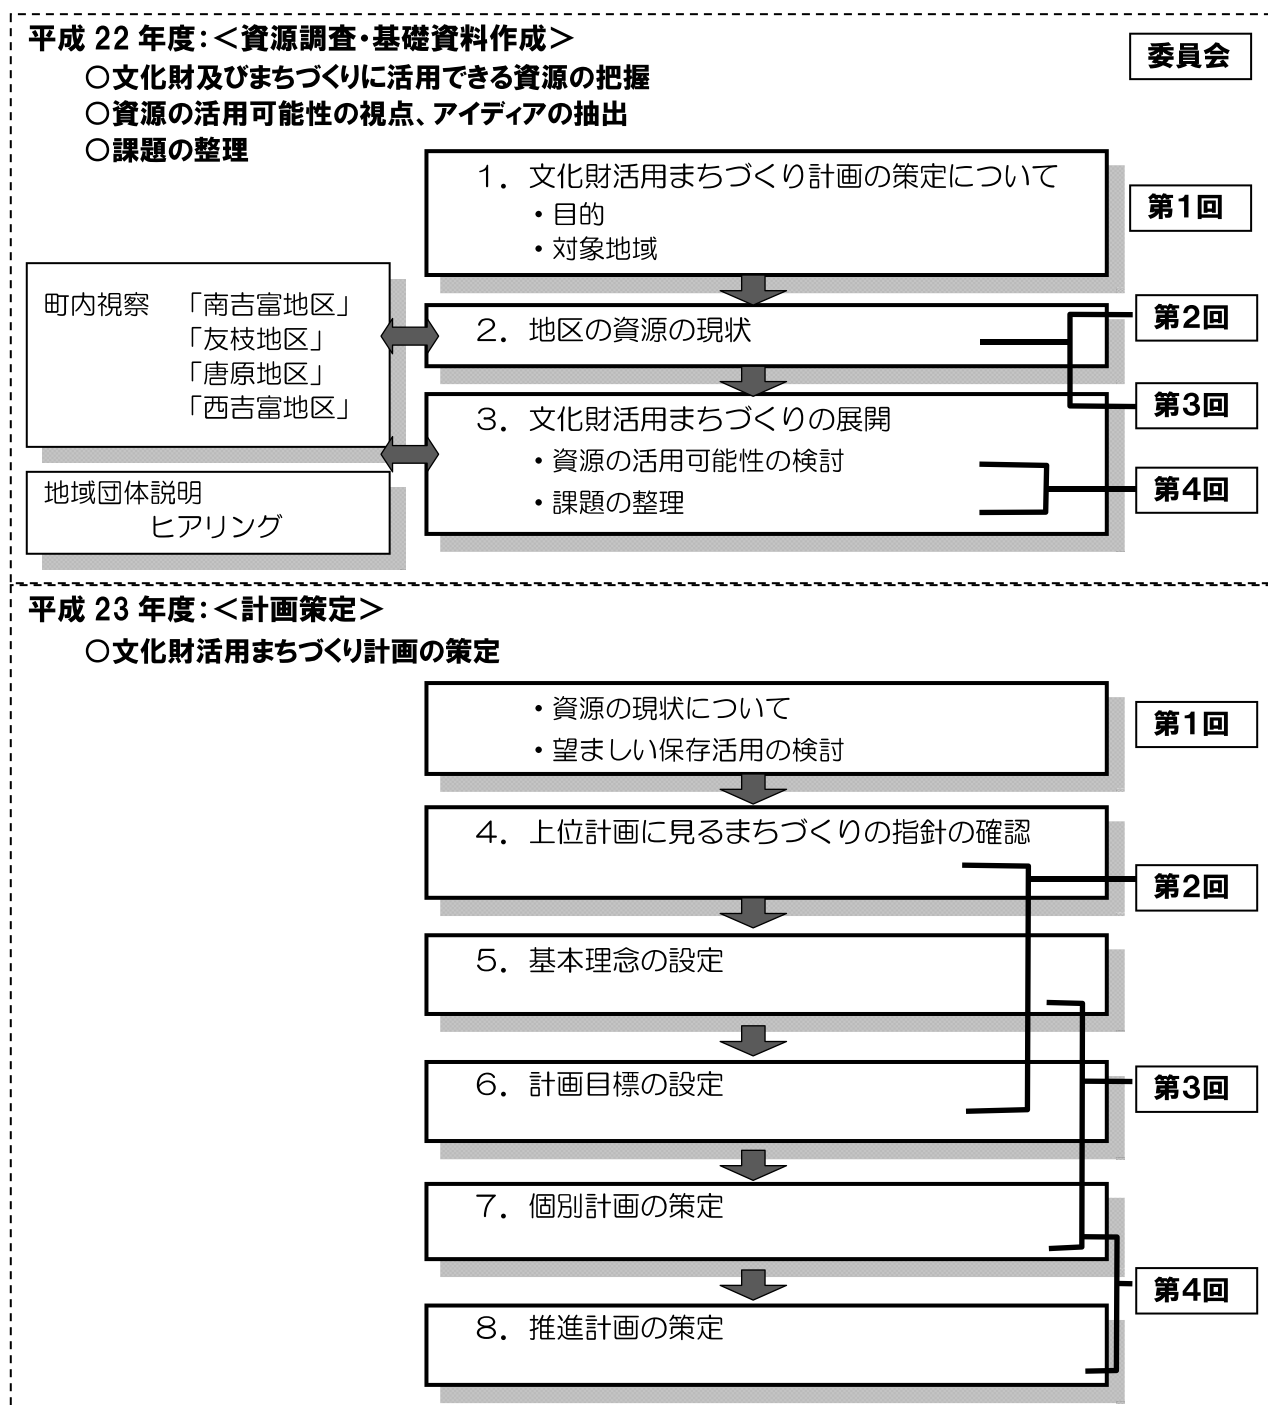 平成 22 年度：＜資源調査・基礎資料作成＞
委員会
○文化財及びまちづくりに活用できる資源の把握
○資源の活用可能性の視点、アイディアの抽出
○課題の整理
１．文化財活用まちづくり計画の策定について
・目的
・対象地域
第１回
町内視察　「南吉富地区」
「友枝地区」
「唐原地区」
「西吉富地区」
２．地区の資源の現状
第２回
第３回
３．文化財活用まちづくりの展開
・資源の活用可能性の検討
・課題の整理
第４回
地域団体説明
ヒアリング
平成 23 年度：＜計画策定＞
○文化財活用まちづくり計画の策定
・資源の現状について
・望ましい保存活用の検討
第１回
４．上位計画に見るまちづくりの指針の確認
第２回
５．基本理念の設定
６．計画目標の設定
第３回
７．個別計画の策定
第４回
８．推進計画の策定